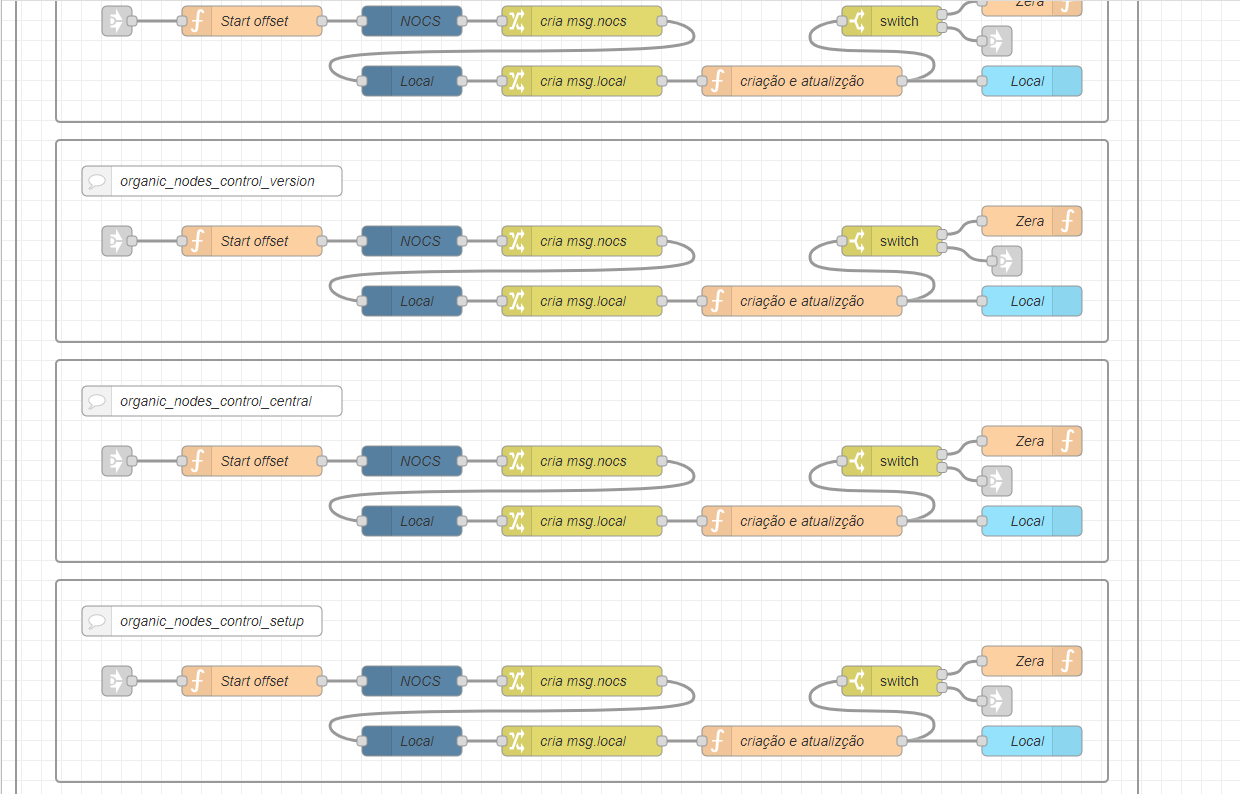 Start offset
NOCS
cria msg.nocs
switch
Zera
Local
cria msg.local
criação e atualizção
Local
organic_nodes_control_version
Start offset
NOCS
cria msg.nocs
switch
Zera
Local
cria msg.local
criação e atualizção
Local
organic_nodes_control_central
Start offset
NOCS
cria msg.nocs
switch
Zera
Local
cria msg.local
criação e atualizção
Local
organic_nodes_control_setup
Start offset
NOCS
cria msg.nocs
switch
Zera
Local
cria msg.local
criação e atualizção
Local